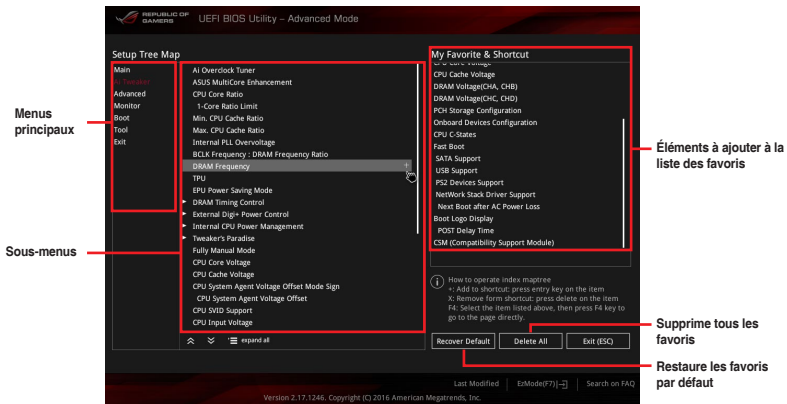 REPUBLIC OF
GAMERS
UEFI BIOS Utility – Advanced Mode
Setup Tree Map
Main
Ai Tweaker
Advanced
Monitor
Boot
Tool
Exit
Ai Overclock Tuner
ASUS MultiCore Enhancement
CPU Core Ratio
1-Core Ratio Limit
Min. CPU Cache Ratio
Max. CPU Cache Ratio
Internal PLL Overvoltage
BCLK Frequency : DRAM Frequency Ratio
DRAM Frequency +
TPU
EPU Power Saving Mode
DRAM Timing Control
External Digi+ Power Control
Internal CPU Power Management
Tweaker's Paradise
Fully Manual Mode
CPU Core Voltage
CPU Cache Voltage
CPU System Agent Voltage Offset Mode Sign
CPU System Agent Voltage Offset
CPU SVID Support
CPU Input Voltage
expand all
My Favorite & Shortcut
CPU Core Voltage
CPU Cache Voltage
DRAM Voltage(CHA, CHB)
DRAM Voltage(CHC, CHD)
PCH Storage Configuration
Onboard Devices Configuration
CPU C-States
Fast Boot
SATA Support
USB Support
PS2 Devices Support
NetWork Stack Driver Support
Next Boot after AC Power Loss
Boot Logo Display
POST Delay Time
CSM (Compatibility Support Module)
i
How to operate index maptree
+: Add to shortcut: press entry key on the item
X: Remove form shortcut: press delete on the item
F4: Select the item listed above, then press F4 key to
go to the page directly.
Recover Default
Delete All
Exit (ESC)
Last Modified
EzMode(F7)
Search on FAQ
Version 2.17.1246. Copyright (C) 2016 American Megatrends, Inc.
Menus
principaux
Sous-menus
Éléments à ajouter à la
liste des favoris
Supprime tous les
favoris
Restaure les favoris
par défaut